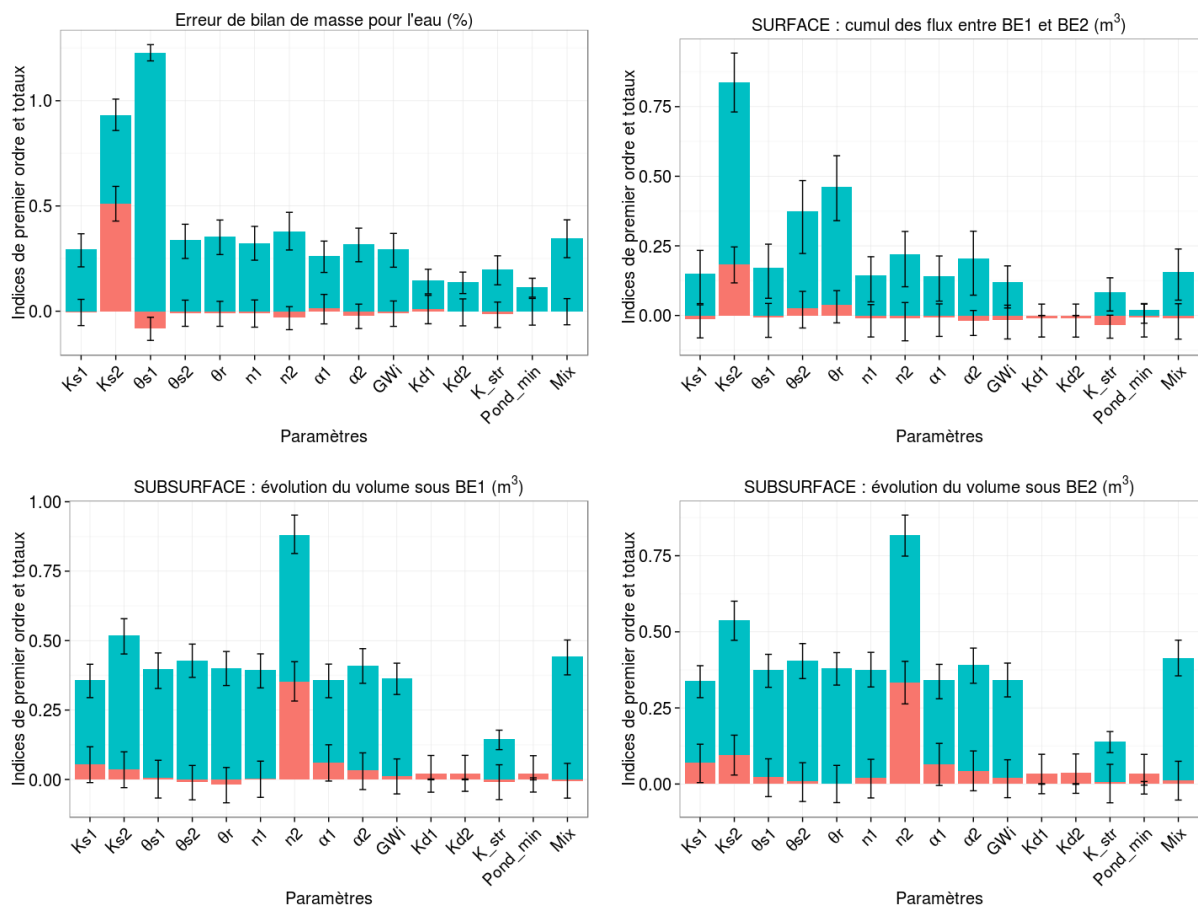 Erreur de bilan de masse pour l'eau (%)
Indices de premier ordre et totaux
1.0
0.5
0.0
Ks1 Ks2 θs1 θs2 θr n1 n2 α1 α2 GWi Kd1 Kd2 K_str Pond_min Mix
Paramètres
SURFACE : cumul des flux entre BE1 et BE2 (m³)
Indices de premier ordre et totaux
0.75
0.50
0.25
0.00
Ks1 Ks2 θs1 θs2 θr n1 n2 α1 α2 GWi Kd1 Kd2 K_str Pond_min Mix
Paramètres
SUBSURFACE : évolution du volume sous BE1 (m³)
Indices de premier ordre et totaux
1.00
0.75
0.50
0.25
0.00
Ks1 Ks2 θs1 θs2 θr n1 n2 α1 α2 GWi Kd1 Kd2 K_str Pond_min Mix
Paramètres
SUBSURFACE : évolution du volume sous BE2 (m³)
Indices de premier ordre et totaux
0.75
0.50
0.25
0.00
Ks1 Ks2 θs1 θs2 θr n1 n2 α1 α2 GWi Kd1 Kd2 K_str Pond_min Mix
Paramètres